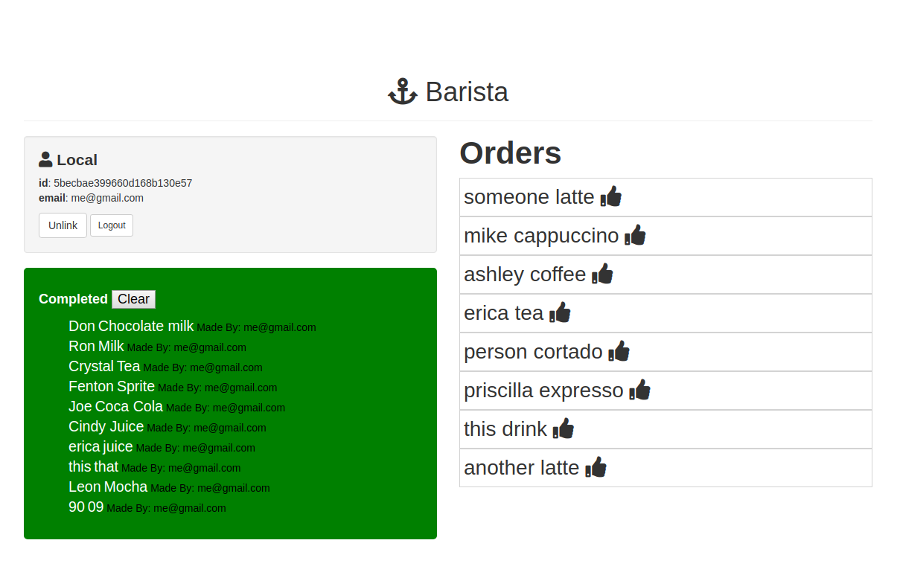 Barista
Local
id: 5becbae399660d168b130e57
email: me@gmail.com
Unlink Logout
Completed Clear
Don Chocolate milk Made By: me@gmail.com
Ron Milk Made By: me@gmail.com
Crystal Tea Made By: me@gmail.com
Fenton Sprite Made By: me@gmail.com
Joe Coca Cola Made By: me@gmail.com
Cindy Juice Made By: me@gmail.com
erica juice Made By: me@gmail.com
this that Made By: me@gmail.com
Leon Mocha Made By: me@gmail.com
90 09 Made By: me@gmail.com
Orders
someone latte
mike cappuccino
ashley coffee
erica tea
person cortado
priscilla expresso
this drink
another latte